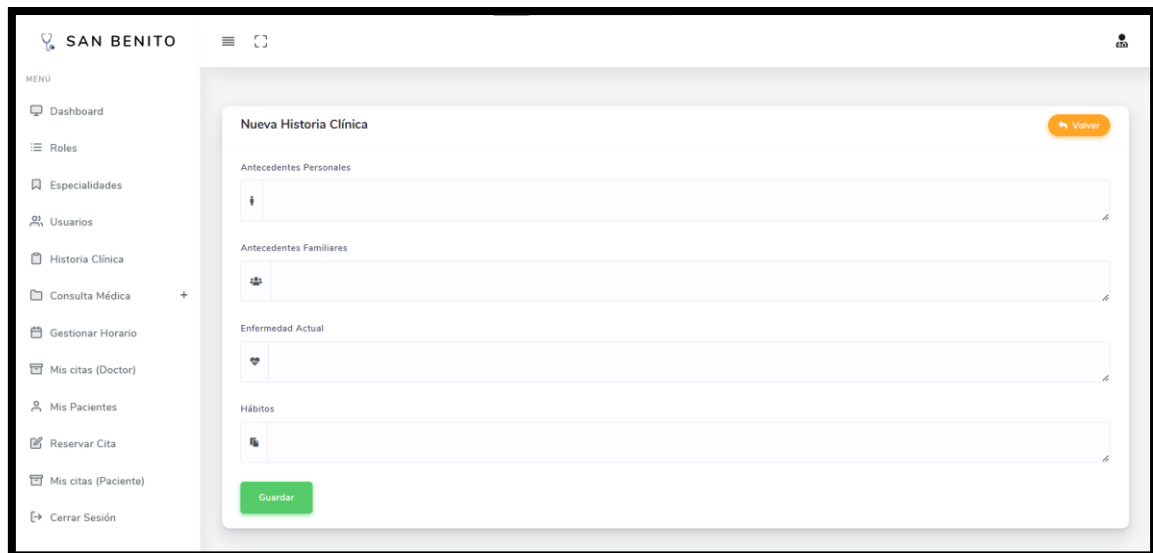 SAN BENITO
MENÚ
Dashboard
Roles
Especialidades
Usuarios
Historia Clínica
Consulta Médica +
Gestionar Horario
Mis citas (Doctor)
Mis Pacientes
Reservar Cita
Mis citas (Paciente)
Cerrar Sesión
Nueva Historia Clínica
Volver
Antecedentes Personales
Antecedentes Familiares
Enfermedad Actual
Hábitos
Guardar